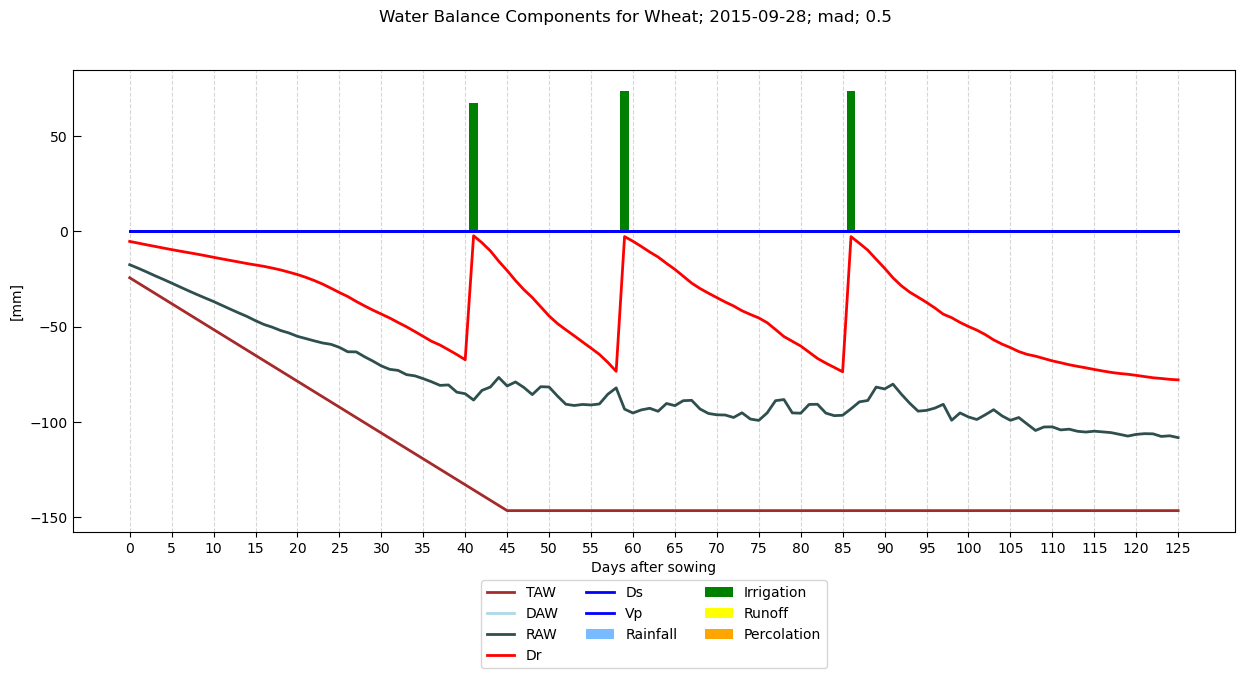 Water Balance Components for Wheat; 2015-09-28; mad; 0.5
[mm]
50
0
−50
−100
−150
0 5 10 15 20 25 30 35 40 45 50 55 60 65 70 75 80 85 90 95 100 105 110 115 120 125
Days after sowing
TAW Ds Irrigation
DAW Vp Runoff
RAW Rainfall Percolation
Dr